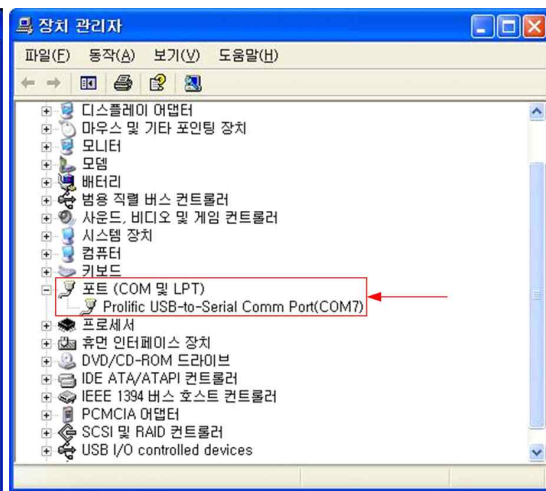 장치 관리자
파일(F) 동작(A) 보기(V) 도움말(H)
디스플레이 어댑터
마우스 및 기타 포인팅 장치
모니터
모뎀
배터리
범용 직렬 버스 컨트롤러
사운드, 비디오 및 게임 컨트롤러
시스템 장치
컴퓨터
키보드
포트 (COM 및 LPT)
Prolific USB-to-Serial Comm Port(COM7)
프로세서
휴먼 인터페이스 장치
DVD/CD-ROM 드라이브
IDE ATA/ATAPI 컨트롤러
IEEE 1394 버스 호스트 컨트롤러
PCMCIA 어댑터
SCSI 및 RAID 컨트롤러
USB I/O controlled devices